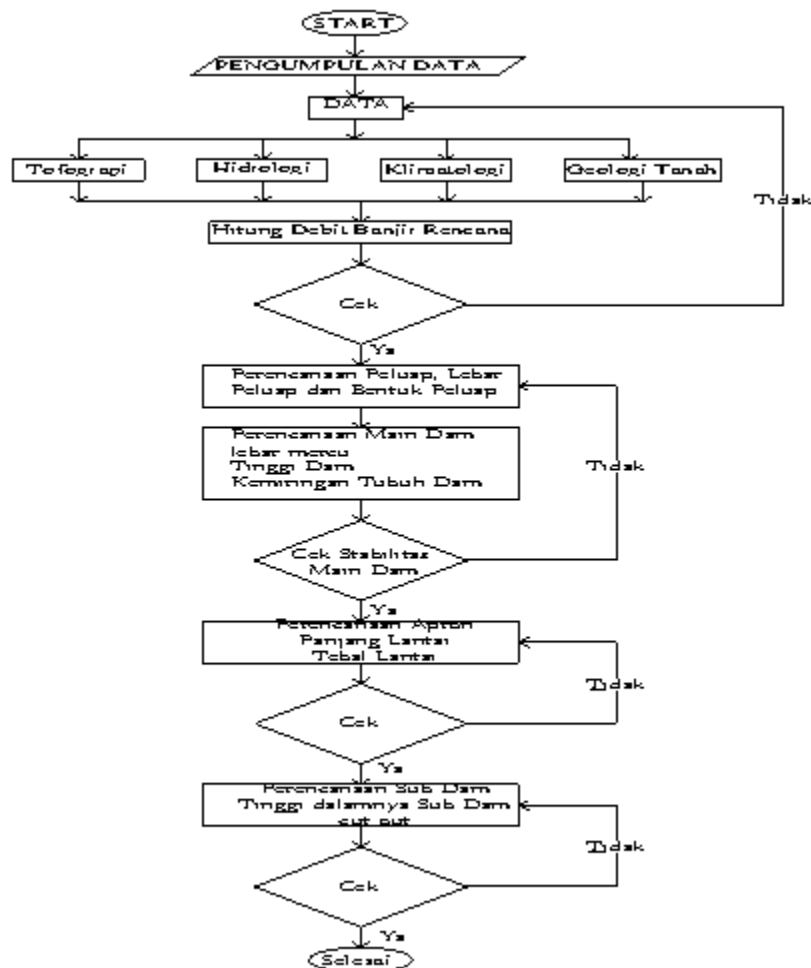 START
PENGUMPULAN DATA
DATA
Tofograpi
Hidrologi
Klimatologi
Geologi Tanah
Tidak
Hitung Debit Banjir Rencana
Cek
Ya
Perencanaan Peluap, Lebar
Peluap dan Bentuk Peluap
Perencanaan Main Dam
lebar mercu
Tinggi Dam
Kemiringan Tubuh Dam
Tidak
Cek Stabilitas
Main Dam
Ya
Perencanaan Apron
Panjang Lantai
Tebal Lantai
Tidak
Cek
Ya
Perencanaan Sub Dam
Tinggi dalamnya Sub Dam
cut out
Tidak
Cek
Ya
Selesai